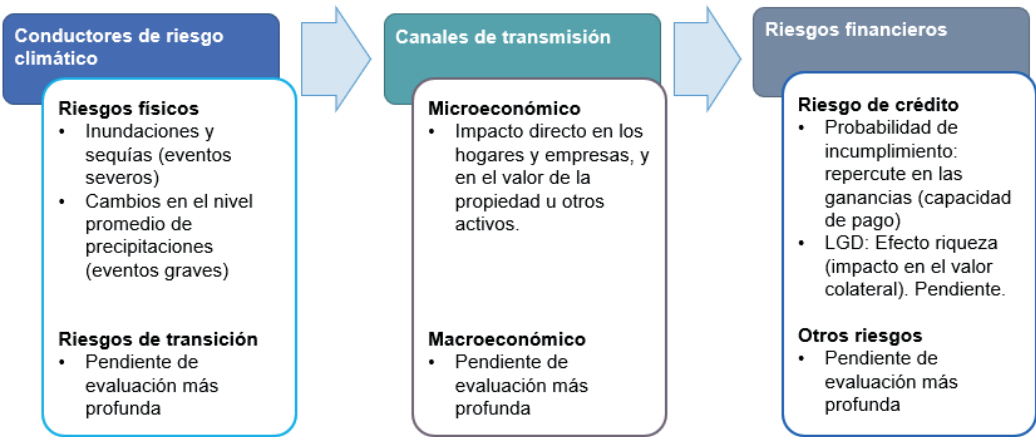 Conductores de riesgo
climático
Riesgos físicos
• Inundaciones y
sequías (eventos
severos)
• Cambios en el nivel
promedio de
precipitaciones
(eventos graves)
Riesgos de transición
• Pendiente de
evaluación más
profunda
Canales de transmisión
Microeconómico
• Impacto directo en los
hogares y empresas, y
en el valor de la
propiedad u otros
activos.
Macroeconómico
• Pendiente de
evaluación más
profunda
Riesgos financieros
Riesgo de crédito
• Probabilidad de
incumplimiento:
repercute en las
ganancias (capacidad
de pago)
• LGD: Efecto riqueza
(impacto en el valor
colateral). Pendiente.
Otros riesgos
• Pendiente de
evaluación más
profunda